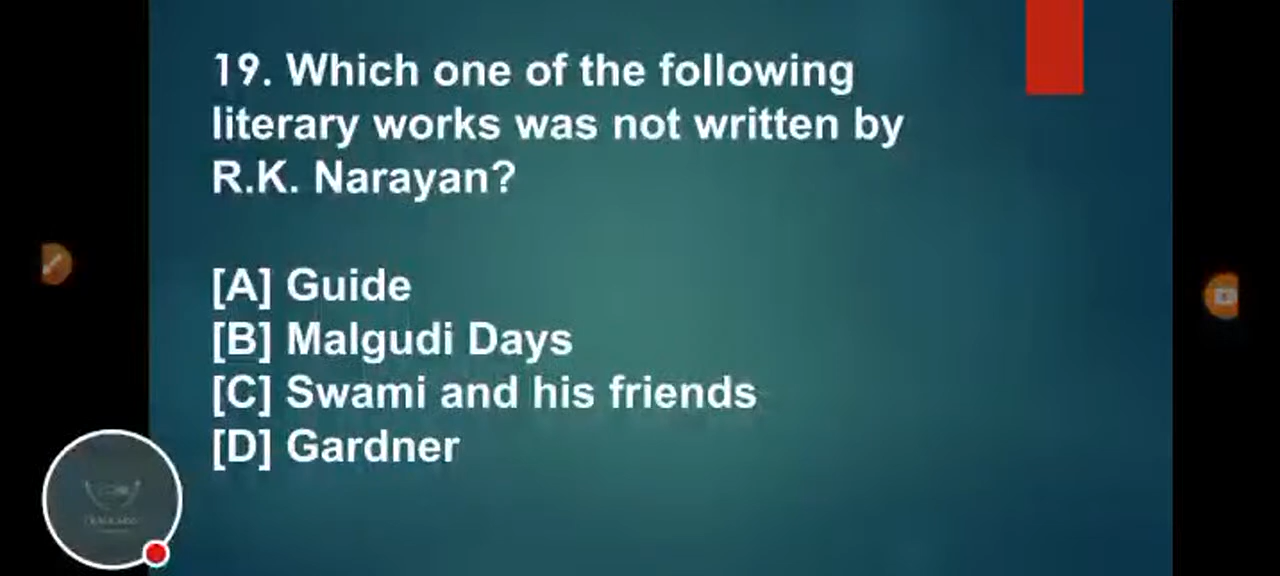 19. Which one of the following
literary works was not written by
R.K. Narayan?
[A] Guide
[B] Malgudi Days
[C] Swami and his friends
[D] Gardner